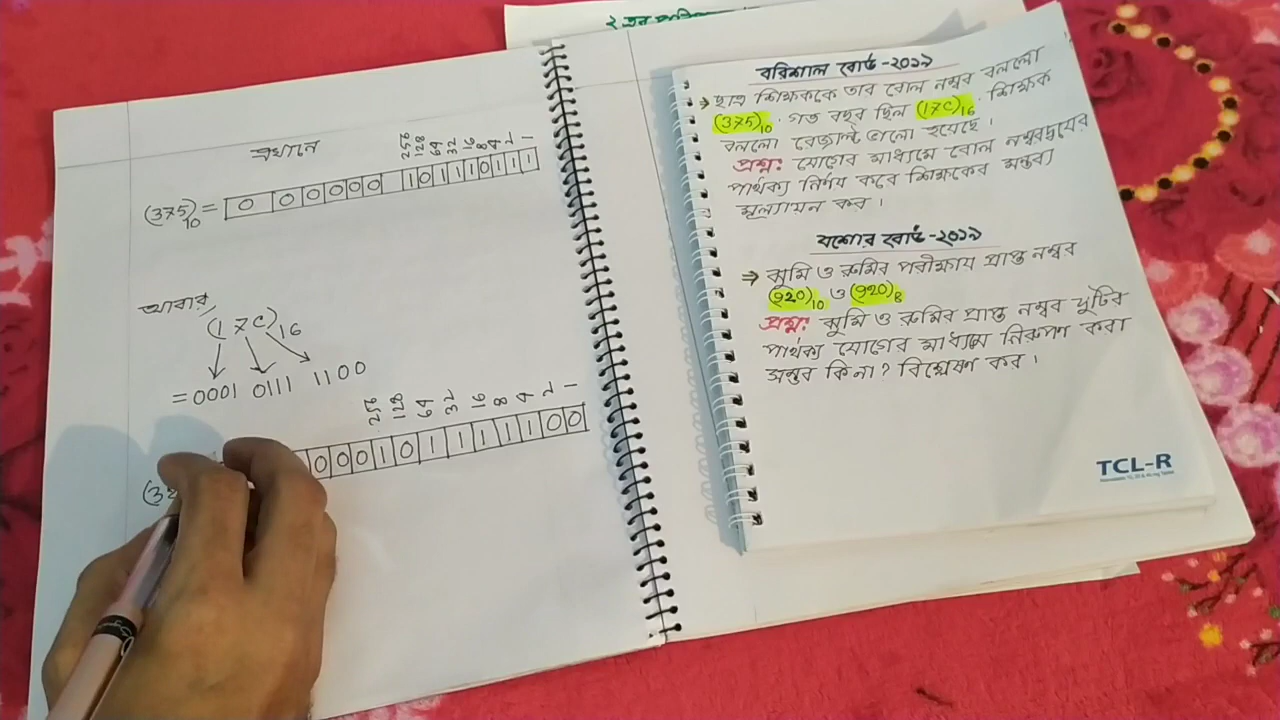 এখানে
256 128 64 32 16 8 4 2 1
(375)10 = 0 0 0 0 0 0 0 1 0 1 1 1 0 1 1 1
আবার,
(17C)16
= 0001 0111 1100
256 128 64 32 16 8 4 2 1
0 0 0 1 0 1 1 1 1 1 0 0
বরিশাল বোর্ড-২০১৯
→ ছাত্র শিক্ষককে তার রোল নম্বর বললো
(375)10. গত বছর ছিল (17C)16. শিক্ষক
বললো রেজাল্ট ভালো হয়েছে।
প্রশ্ন: যোগের মাধ্যমে রোল নম্বরদ্বয়ের
পার্থক্য নির্ণয় করে শিক্ষকের মন্তব্য
মূল্যায়ন কর।
যশোর বোর্ড-২০১৯
⇒ ঝুমি ও রুমির পরীক্ষায় প্রাপ্ত নম্বর
(920)10 ও (920)8
প্রশ্ন: ঝুমি ও রুমির প্রাপ্ত নম্বর দুটির
পার্থক্য যোগের মাধ্যমে নিরুপণ করা
সম্ভব কিনা? বিশ্লেষণ কর।
TCL-R